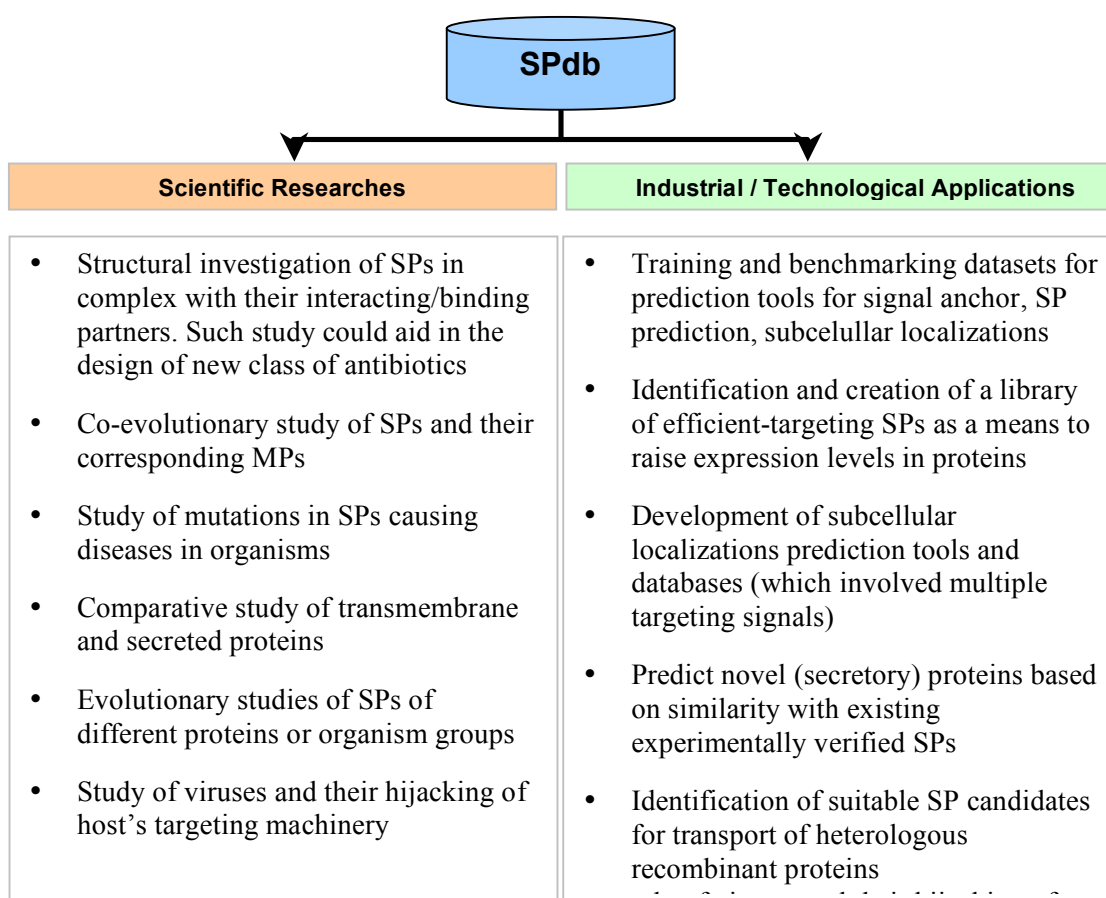 SPdb
Scientific Researches
• Structural investigation of SPs in
complex with their interacting/binding
partners. Such study could aid in the
design of new class of antibiotics
• Co-evolutionary study of SPs and their
corresponding MPs
• Study of mutations in SPs causing
diseases in organisms
• Comparative study of transmembrane
and secreted proteins
• Evolutionary studies of SPs of
different proteins or organism groups
• Study of viruses and their hijacking of
host's targeting machinery
Industrial / Technological Applications
• Training and benchmarking datasets for
prediction tools for signal anchor, SP
prediction, subcelullar localizations
• Identification and creation of a library
of efficient-targeting SPs as a means to
raise expression levels in proteins
• Development of subcellular
localizations prediction tools and
databases (which involved multiple
targeting signals)
• Predict novel (secretory) proteins based
on similarity with existing
experimentally verified SPs
• Identification of suitable SP candidates
for transport of heterologous
recombinant proteins